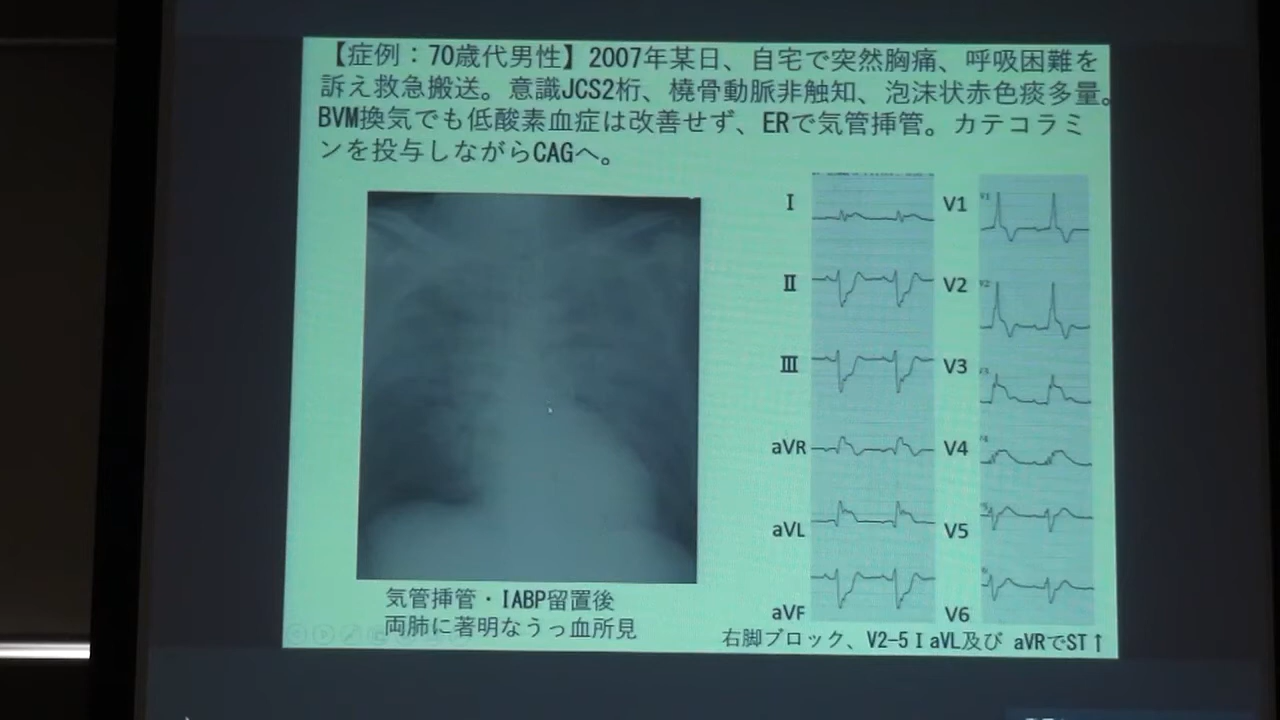 【症例：70歳代男性】2007年某日、自宅で突然胸痛、呼吸困難を
訴え救急搬送。意識JCS2桁、橈骨動脈非触知、泡沫状赤色痰多量。
BVM換気でも低酸素血症は改善せず、ERで気管挿管。カテコラミ
ンを投与しながらCAGへ。
I
II
III
aVR
aVL
aVF
V1
V2
V3
V4
V5
V6
気管挿管・IABP留置後
両肺に著明なうっ血所見
右脚ブロック、V2-5 I aVL及び aVRでST↑